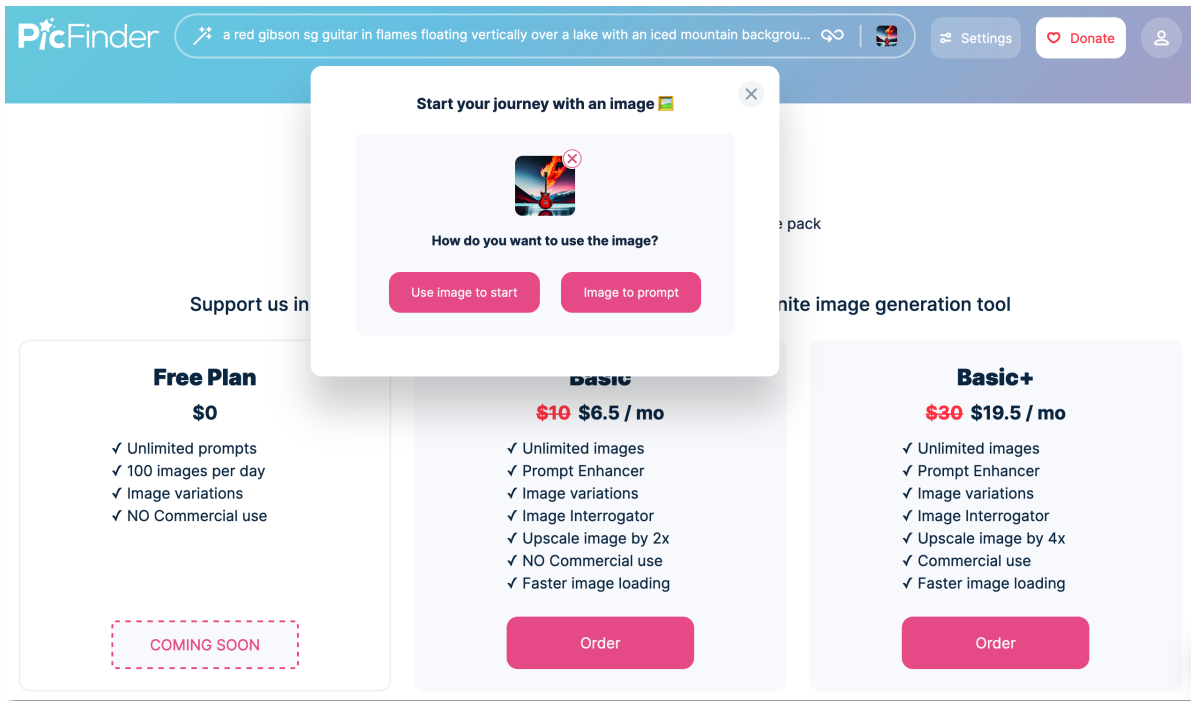 PicFinder
a red gibson sg guitar in flames floating vertically over a lake with an iced mountain backgrou...
Settings
Donate
Start your journey with an image
How do you want to use the image?
Use image to start
Image to prompt
pack
Support us in
image generation tool
Free Plan
$0
✓ Unlimited prompts
✓ 100 images per day
✓ Image variations
✓ NO Commercial use
COMING SOON
Basic
$10 $6.5 / mo
✓ Unlimited images
✓ Prompt Enhancer
✓ Image variations
✓ Image Interrogator
✓ Upscale image by 2x
✓ NO Commercial use
✓ Faster image loading
Order
Basic+
$30 $19.5 / mo
✓ Unlimited images
✓ Prompt Enhancer
✓ Image variations
✓ Image Interrogator
✓ Upscale image by 4x
✓ Commercial use
✓ Faster image loading
Order